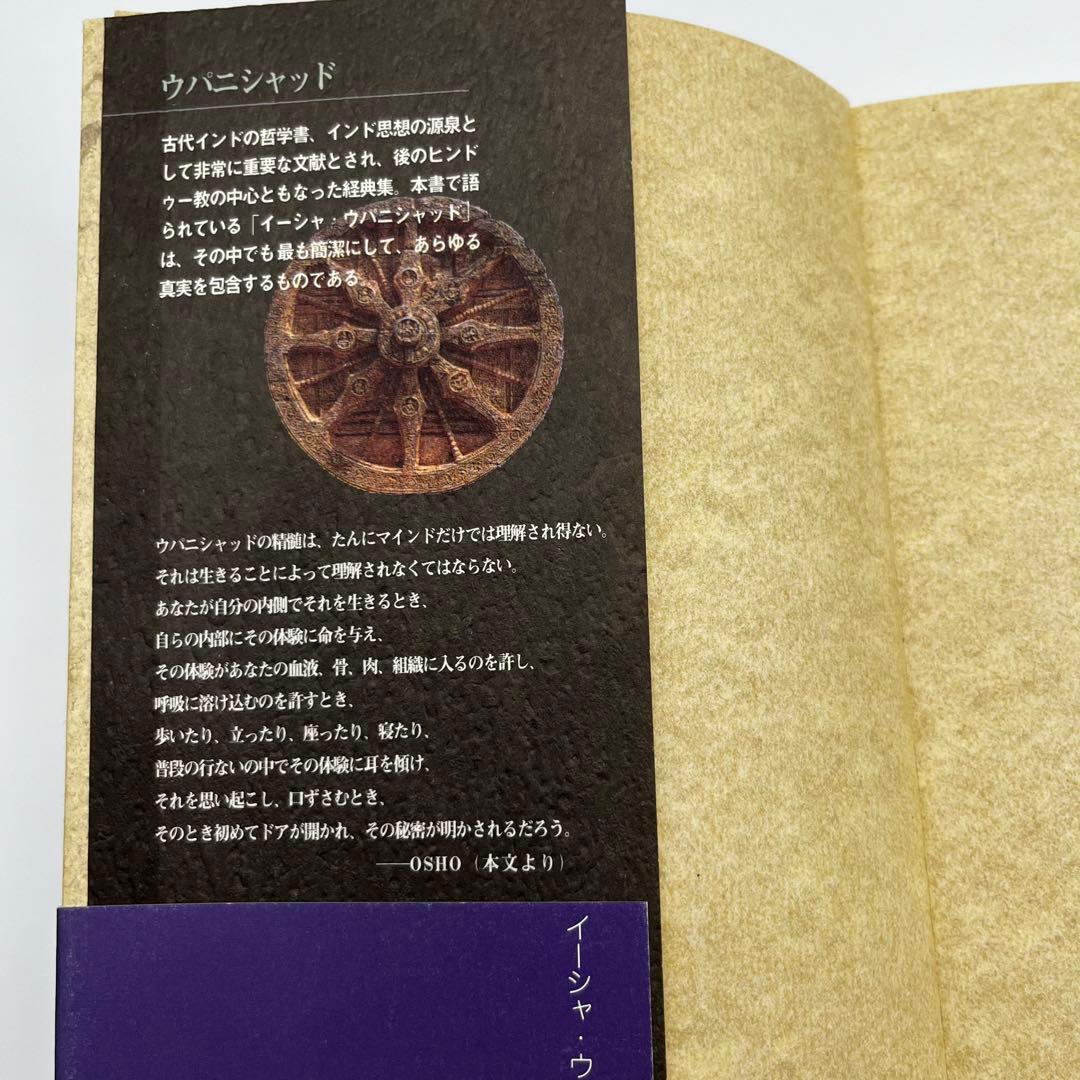 ウパニシャッド
古代インドの哲学書、インド思想の源泉と
して非常に重要な文献とされ、後のヒンド
ゥー教の中心ともなった経典集。本書で語
られている「イーシャ・ウパニシャッド」
は、その中でも最も簡潔にして、あらゆる
真実を包含するものである。
ウパニシャッドの精髄は、たんにマインドだけでは理解され得ない。
それは生きることによって理解されなくてはならない。
あなたが自分の内側でそれを生きるとき、
自らの内部にその体験に命を与え、
その体験があなたの血液、骨、肉、組織に入るのを許し、
呼吸に溶け込むのを許すとき、
歩いたり、立ったり、座ったり、寝たり、
普段の行ないの中でその体験に耳を傾け、
それを思い起こし、口ずさむとき、
そのとき初めてドアが開かれ、その秘密が明かされるだろう。
──OSHO（本文より）
イーシャ・ウ